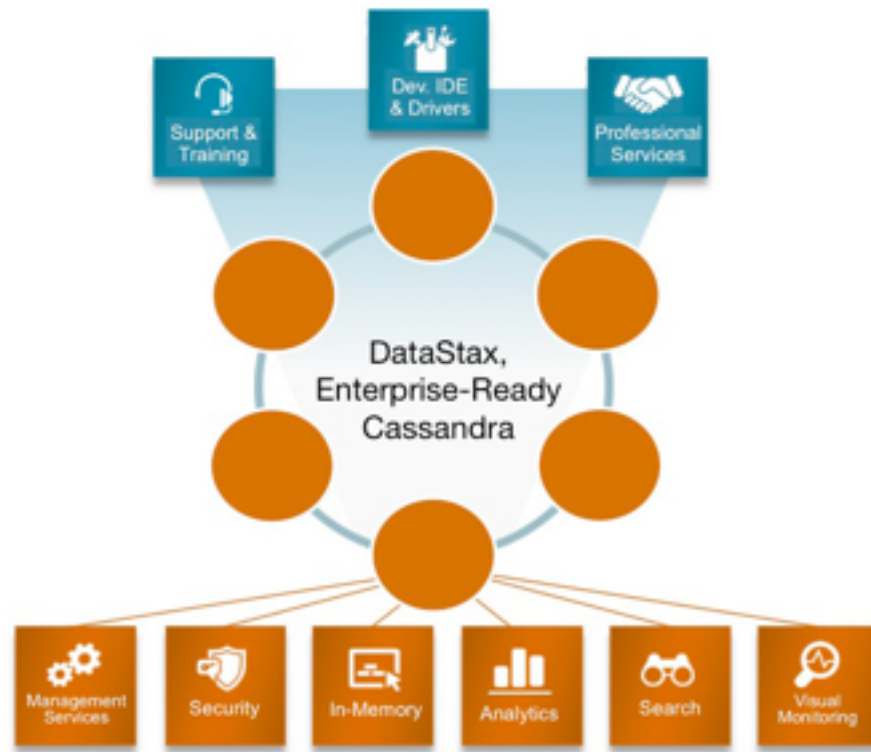 Dev. IDE
& Drivers
Support &
Training
Professional
Services
DataStax,
Enterprise-Ready
Cassandra
Management
Services
Security
In-Memory
Analytics
Search
Visual
Monitoring